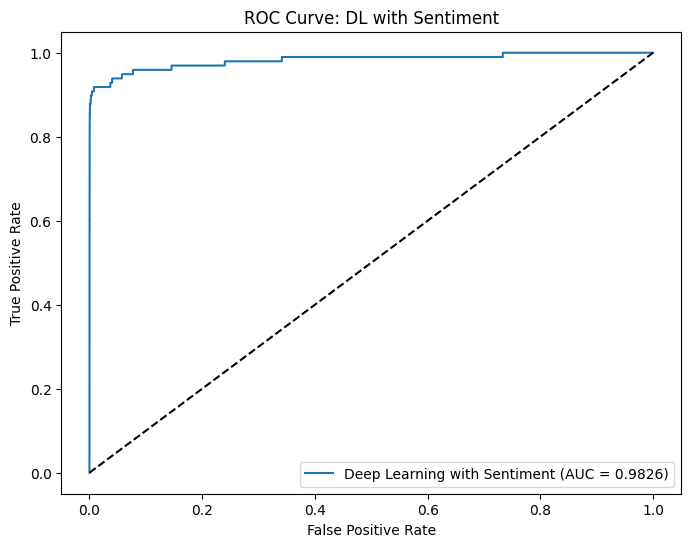 ROC Curve: DL with Sentiment
True Positive Rate
1.0
0.8
0.6
0.4
0.2
0.0
Deep Learning with Sentiment (AUC = 0.9826)
0.0 0.2 0.4 0.6 0.8 1.0
False Positive Rate